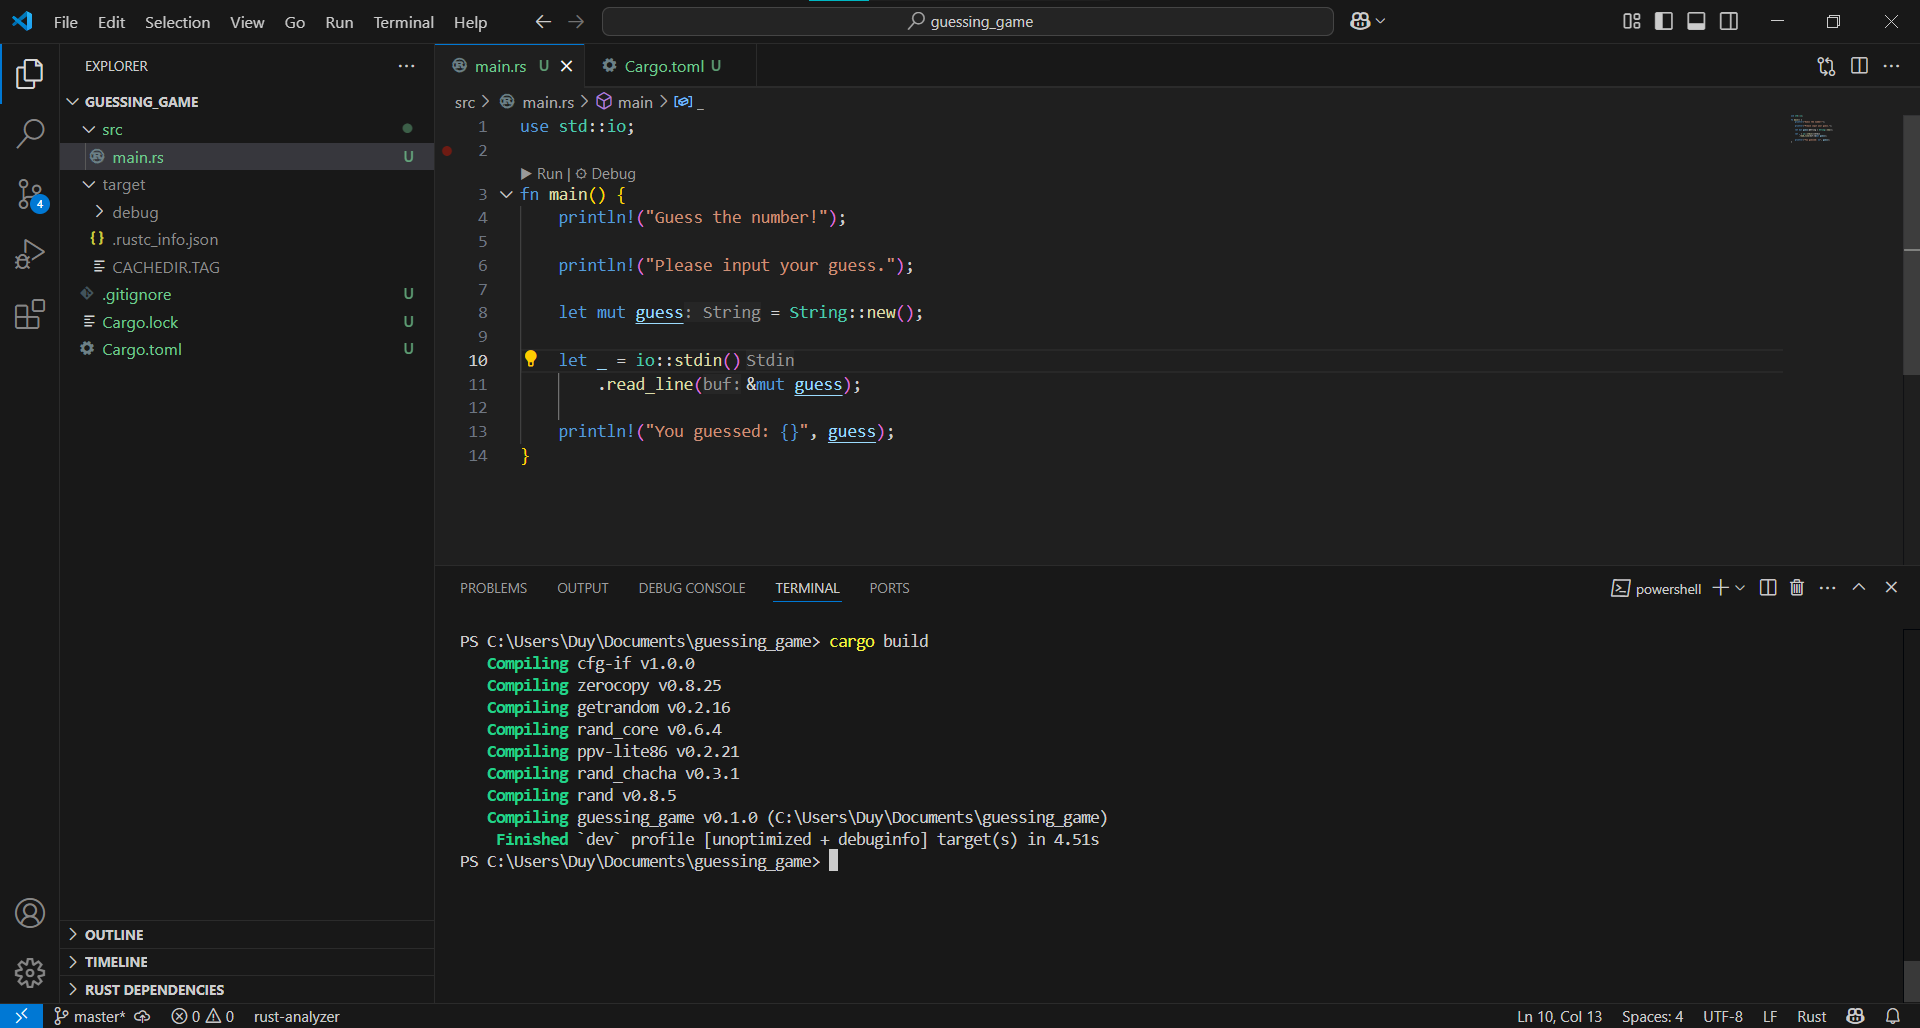 File Edit Selection View Go Run Terminal Help
guessing_game
EXPLORER
GUESSING_GAME
src
main.rs U
target
debug
{} .rustc_info.json
CACHEDIR.TAG
.gitignore U
Cargo.lock U
Cargo.toml U
4
OUTLINE
TIMELINE
RUST DEPENDENCIES
main.rs U
Cargo.toml U
src > main.rs > main > _
1 use std::io;
2
Run | Debug
3 fn main() {
4 println!("Guess the number!");
5
6 println!("Please input your guess.");
7
8 let mut guess: String = String::new();
9
10 let _ = io::stdin() Stdin
11 .read_line(buf: &mut guess);
12
13 println!("You guessed: {}", guess);
14 }
PROBLEMS OUTPUT DEBUG CONSOLE TERMINAL PORTS
powershell
PS C:\Users\Duy\Documents\guessing_game> cargo build
Compiling cfg-if v1.0.0
Compiling zerocopy v0.8.25
Compiling getrandom v0.2.16
Compiling rand_core v0.6.4
Compiling ppv-lite86 v0.2.21
Compiling rand_chacha v0.3.1
Compiling rand v0.8.5
Compiling guessing_game v0.1.0 (C:\Users\Duy\Documents\guessing_game)
Finished `dev` profile [unoptimized + debuginfo] target(s) in 4.51s
PS C:\Users\Duy\Documents\guessing_game>
master* 0 0 rust-analyzer
Ln 10, Col 13 Spaces: 4 UTF-8 LF Rust